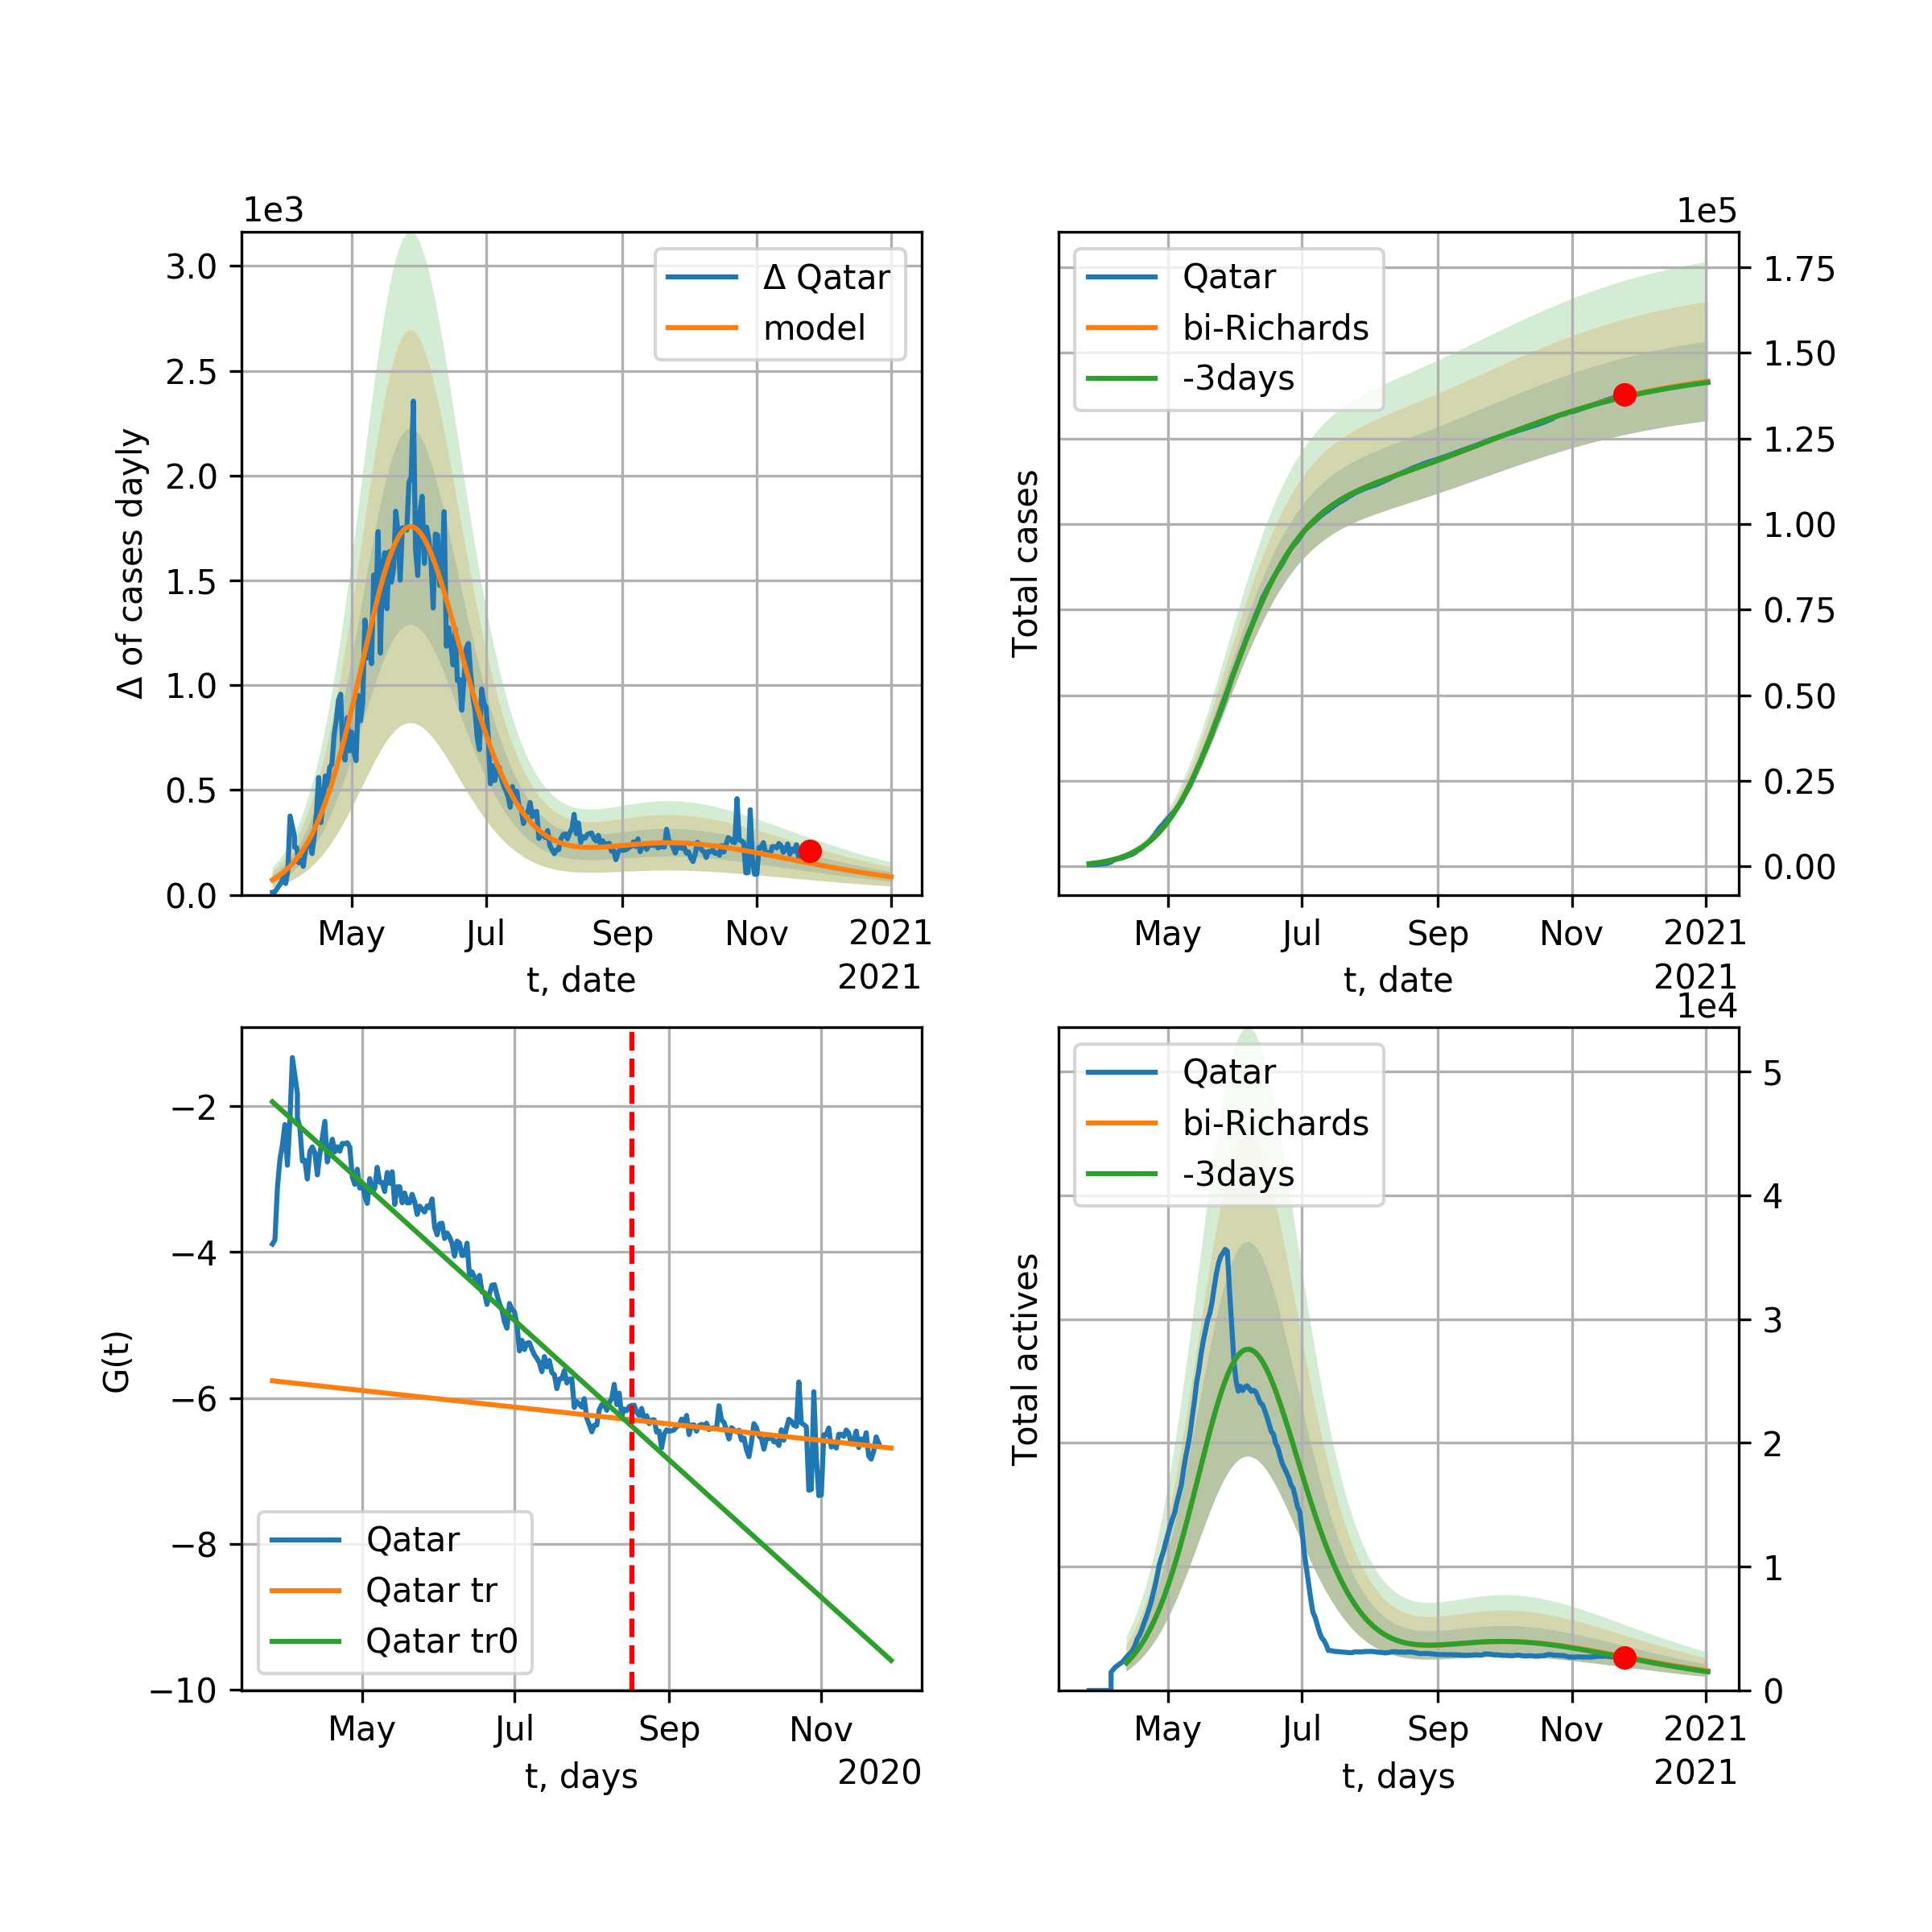 1e3
3.0
2.5
2.0
1.5
1.0
0.5
0.0
Δ of cases dayly
Δ Qatar
model
May Jul Sep Nov 2021
t, date 2021
1e5
1.75
1.50
1.25
1.00
0.75
0.50
0.25
0.00
Total cases
Qatar
bi-Richards
-3days
May Jul Sep Nov 2021
t, date 2021
−2
−4
−6
−8
−10
G(t)
Qatar
Qatar tr
Qatar tr0
May Jul Sep Nov
t, days 2020
1e4
5
4
3
2
1
0
Total actives
Qatar
bi-Richards
-3days
May Jul Sep Nov 2021
t, days 2021